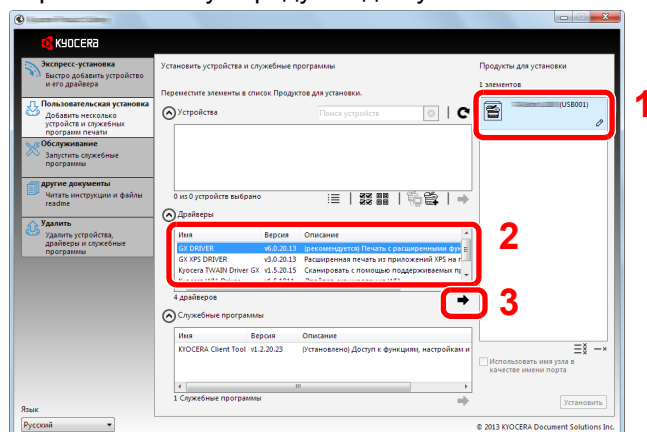 KYOCERA
Экспресс-установка
Быстро добавить устройство
и его драйвера
Пользовательская установка
Добавить несколько
устройств и служебных
программ печати
Обслуживание
Запустить служебные
программы
другие документы
Читать инструкции и файлы
readme
Удалить
Удалить устройства,
драйверы и служебные
программы
Язык
Русский
Установить устройства и служебные программы
Переместите элементы в список Продуктов для установки.
Устройства
Поиск устройств
0 из 0 устройств выбрано
Драйверы
Имя Версия Описание
GX DRIVER v6.0.20.13 (рекомендуется) Печать с расширенными фун
GX XPS DRIVER v3.0.20.13 Расширенная печать из приложений XPS на п
Kyocera TWAIN Driver GX v1.5.20.15 Сканировать с помощью поддерживаемых пр
4 драйверов
Служебные программы
Имя Версия Описание
KYOCERA Client Tool v1.2.20.23 (Установлено) Доступ к функциям, настройкам и
1 Служебные программы
Продукты для установки
1 элементов
(USB001)
1
2
3
Использовать имя узла в
качестве имени порта
Установить
© 2013 KYOCERA Document Solutions Inc.